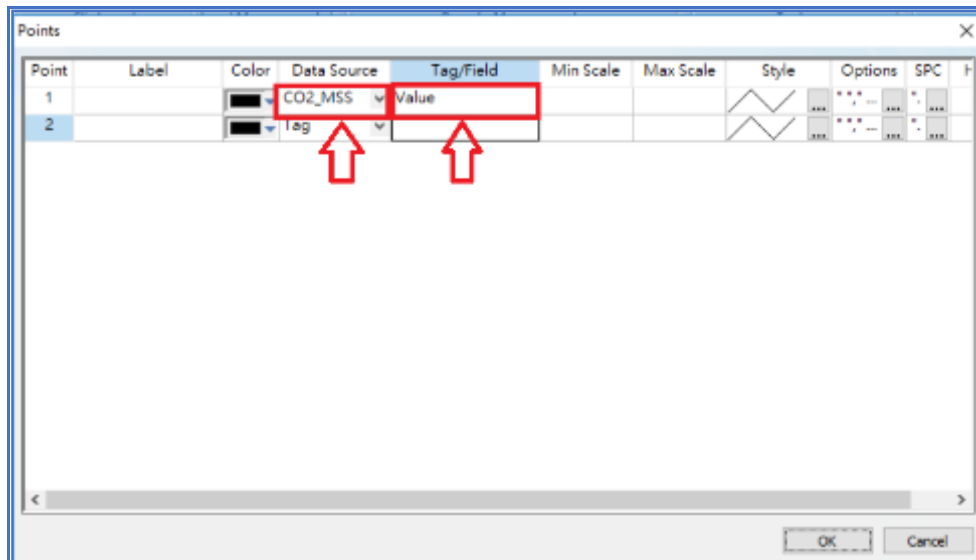 Points
Point Label Color Data Source Tag/Field Min Scale Max Scale Style Options SPC
1 CO2_MSS Value
2 Tag
OK Cancel